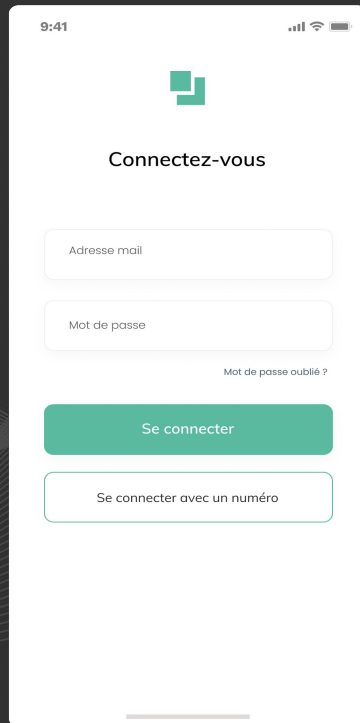 9:41
Connectez-vous
Adresse mail
Mot de passe
Mot de passe oublié ?
Se connecter
Se connecter avec un numéro